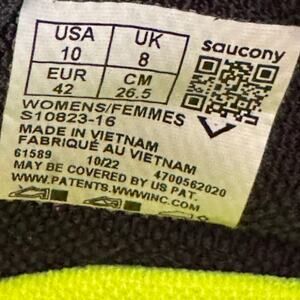 USA UK saucony
10 8
EUR CM
42 26.5
WOMENS/FEMMES
S10823-16
MADE IN VIETNAM
FABRIQUÉ AU VIETNAM
61589 10/22 4700562020
MAY BE COVERED BY US PAT.
WWW.PATENTS.WWWINC.COM